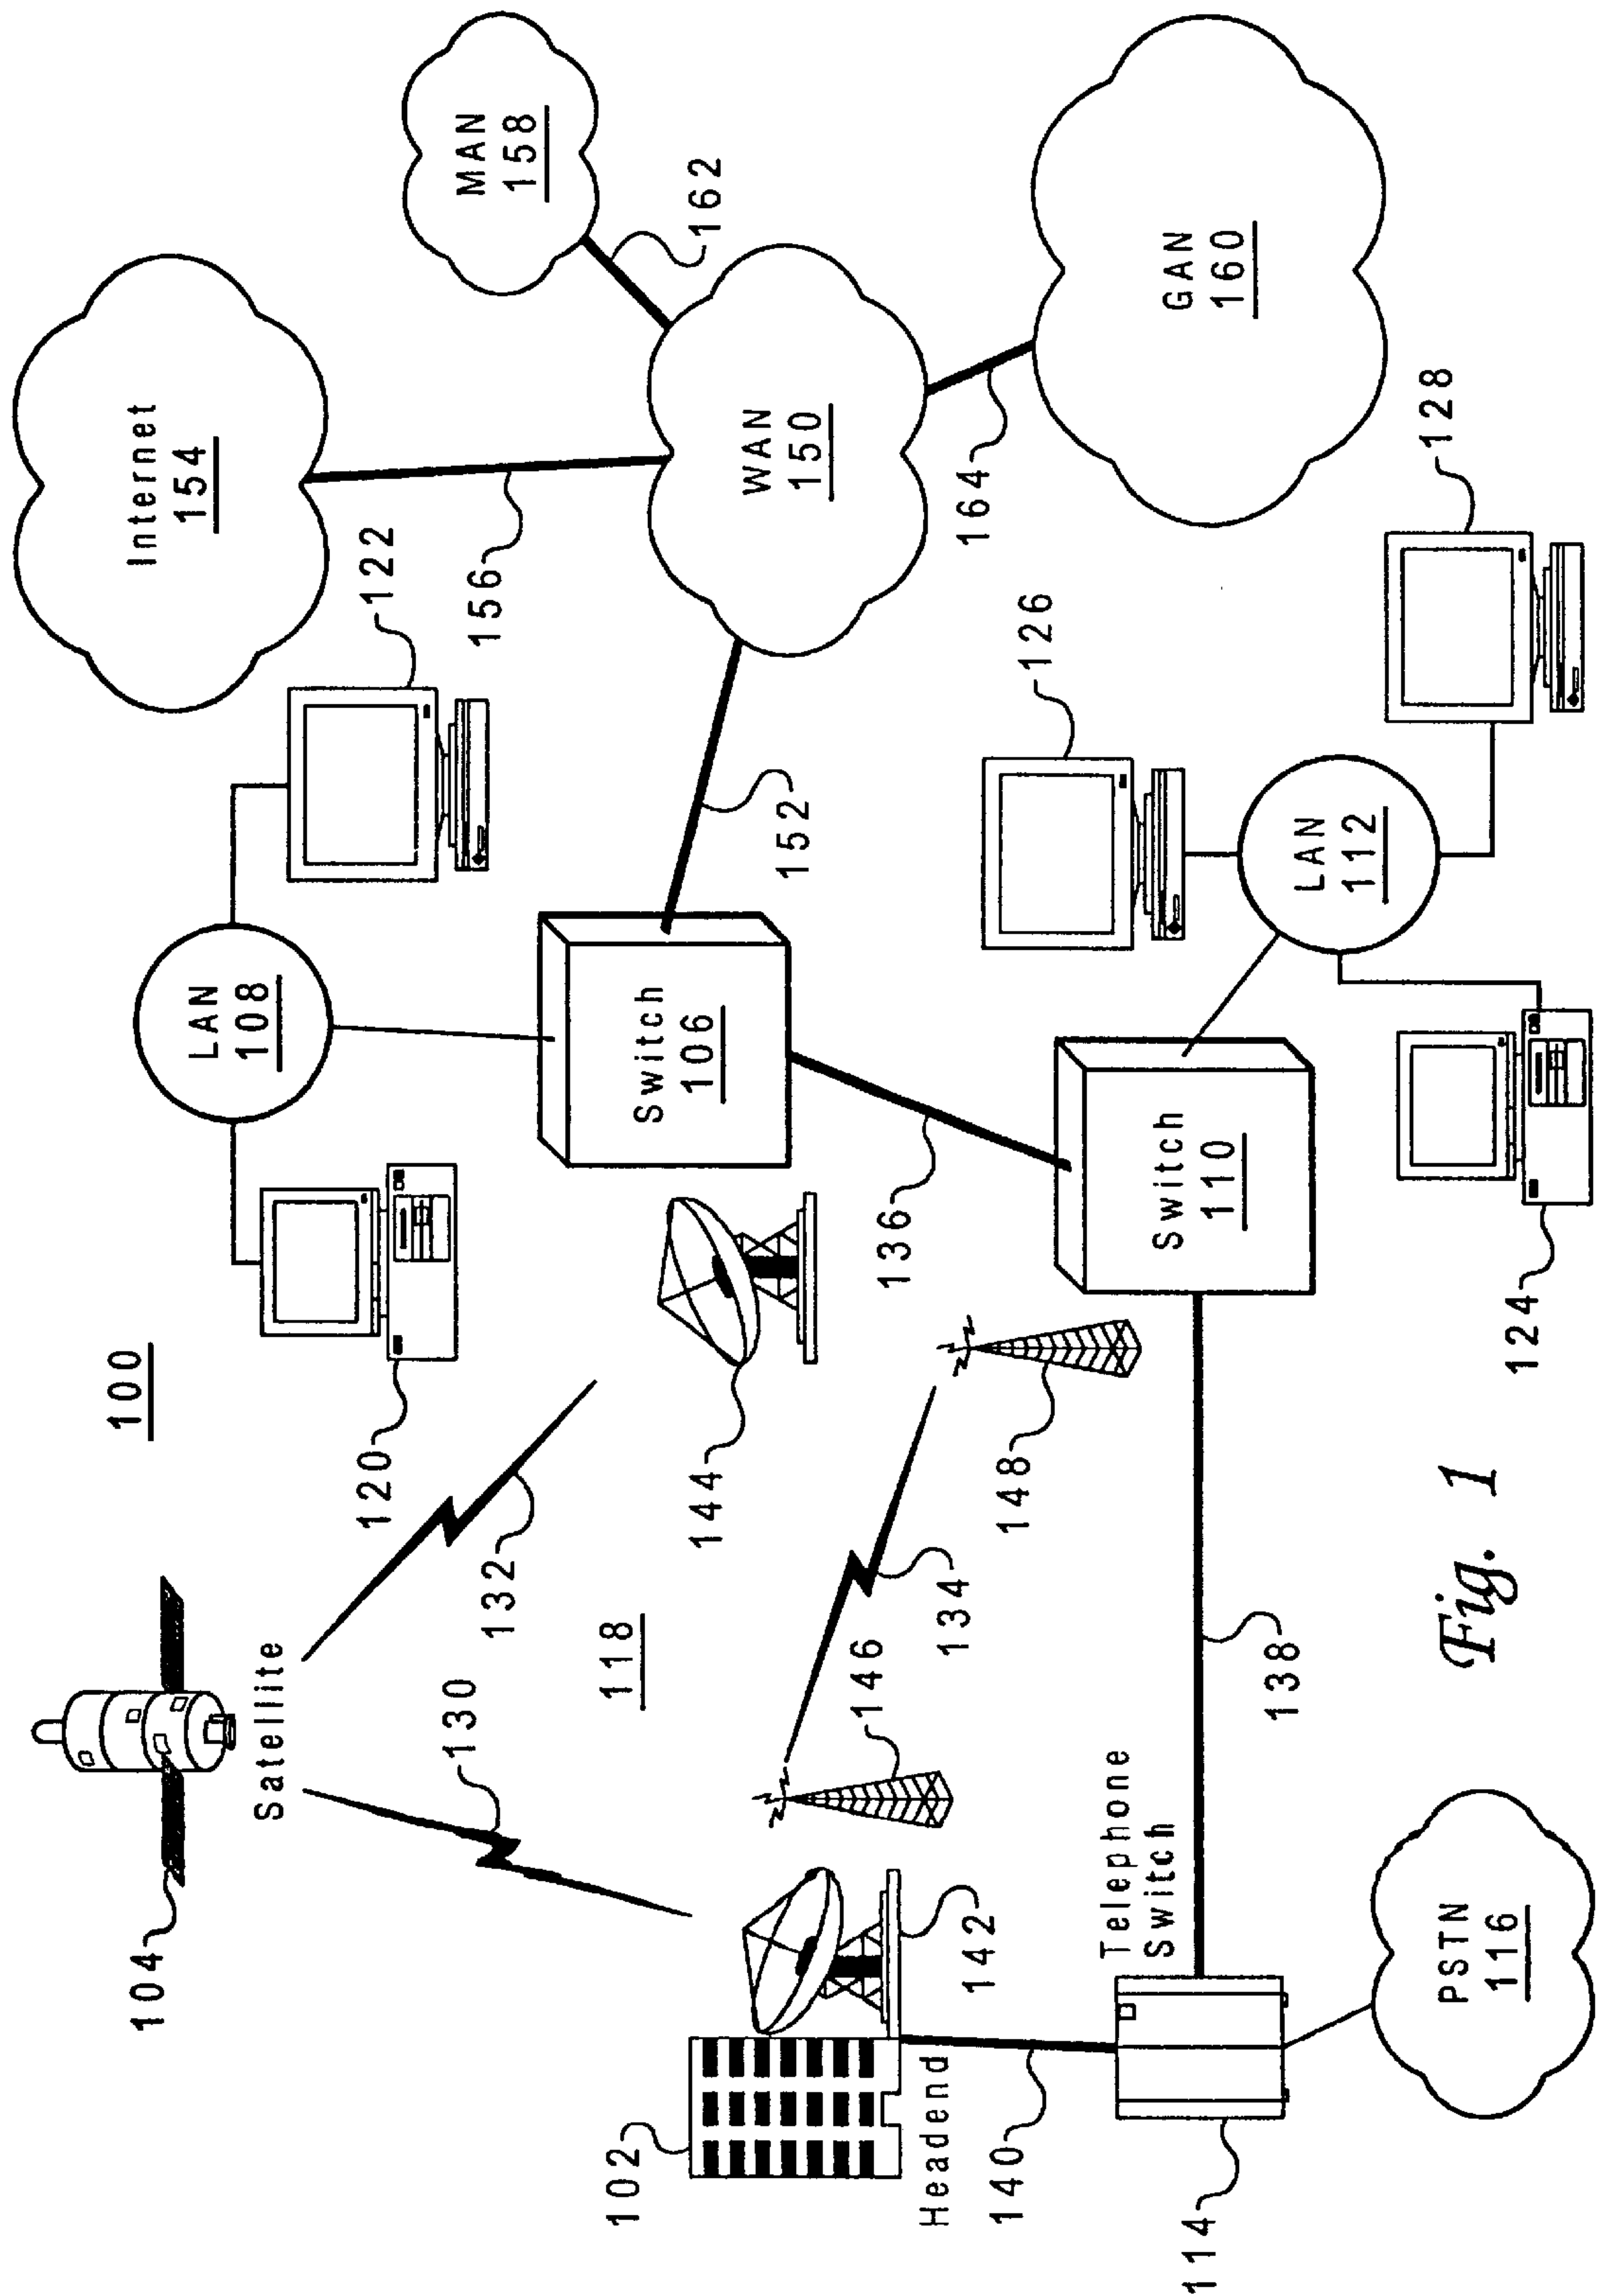 100
104
Satellite
130
132
118
120
LAN
108
122
Internet
154
156
MAN
158
162
WAN
150
152
164
GAN
160
Switch
106
144
136
102
Headend
142
146
134
148
140
Telephone
Switch
114
138
PSTN
116
Switch
110
126
LAN
112
128
124
Fig. 1